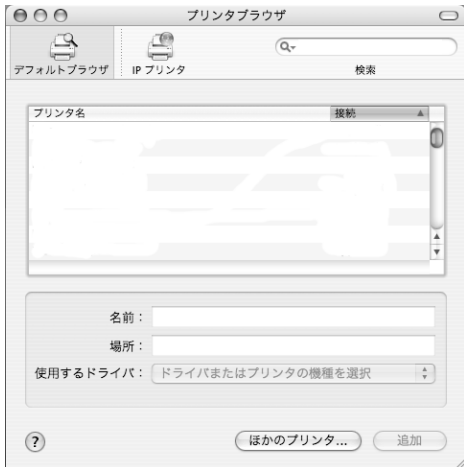 プリンタブラウザ
デフォルトブラウザ
IP プリンタ
検索
プリンタ名
接続
名前：
場所：
使用するドライバ： ドライバまたはプリンタの機種を選択
?
ほかのプリンタ...
追加